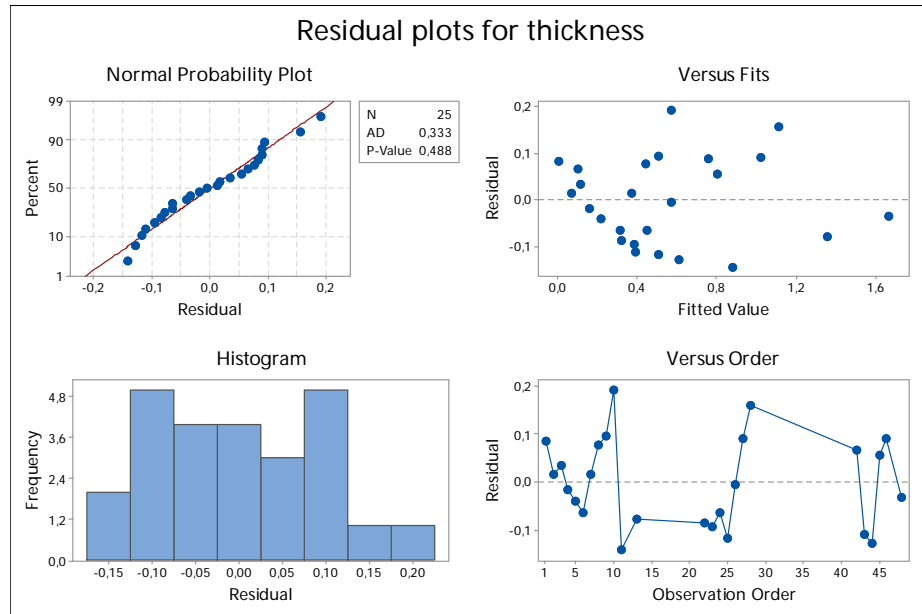 Residual plots for thickness
Normal Probability Plot
99
90
50
10
1
Percent
-0,2 -0,1 0,0 0,1 0,2
Residual
N 25
AD 0,333
P-Value 0,488
Versus Fits
0,2
0,1
0,0
-0,1
Residual
0,0 0,4 0,8 1,2 1,6
Fitted Value
Histogram
4,8
3,6
2,4
1,2
0,0
Frequency
-0,15 -0,10 -0,05 0,00 0,05 0,10 0,15 0,20
Residual
Versus Order
0,2
0,1
0,0
-0,1
Residual
1 5 10 15 20 25 30 35 40 45
Observation Order